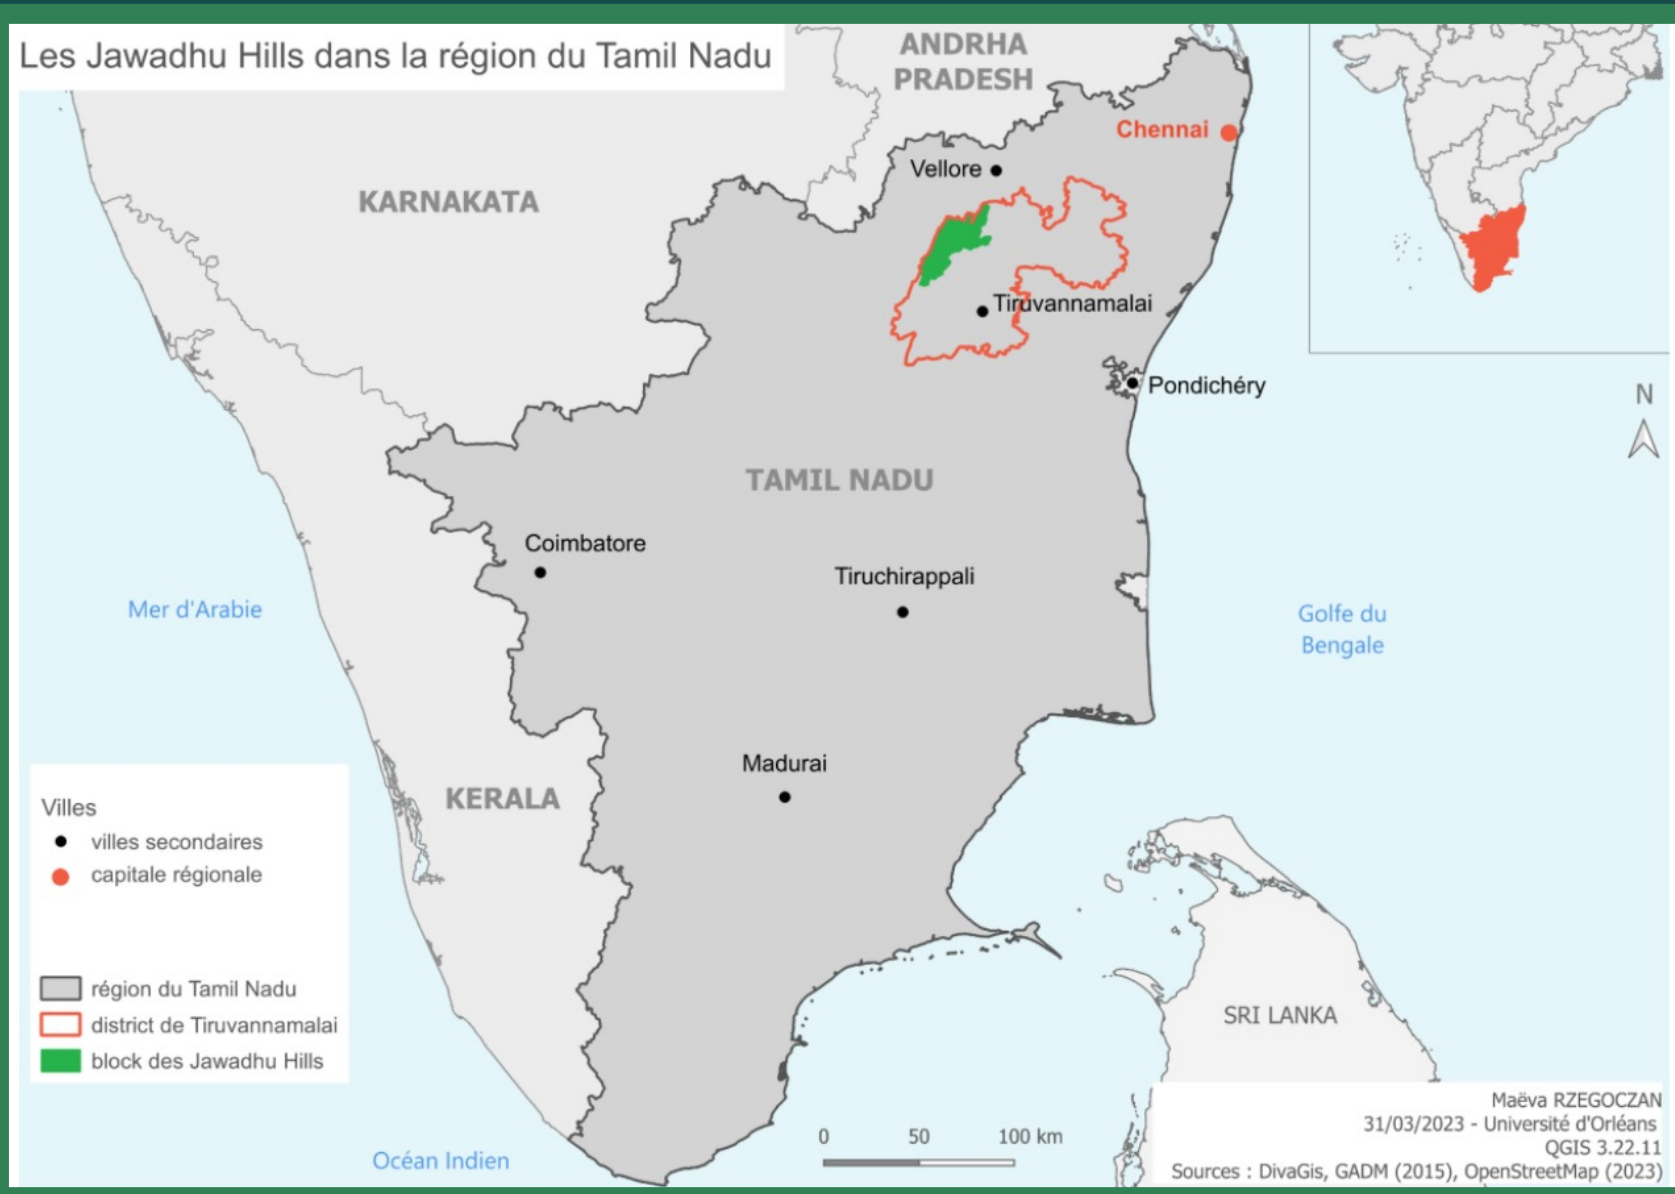 Les Jawadhu Hills dans la région du Tamil Nadu
ANDRHA
PRADESH
Chennai
Vellore
KARNAKATA
Tiruvannamalai
Pondichéry
N
TAMIL NADU
Coimbatore
Tiruchirappali
Mer d'Arabie
Golfe du
Bengale
Madurai
KERALA
Villes
villes secondaires
capitale régionale
région du Tamil Nadu
district de Tiruvannamalai
block des Jawadhu Hills
SRI LANKA
Océan Indien
0 50 100 km
Maëva RZEGOCZAN
31/03/2023 - Université d'Orléans
QGIS 3.22.11
Sources : DivaGis, GADM (2015), OpenStreetMap (2023)